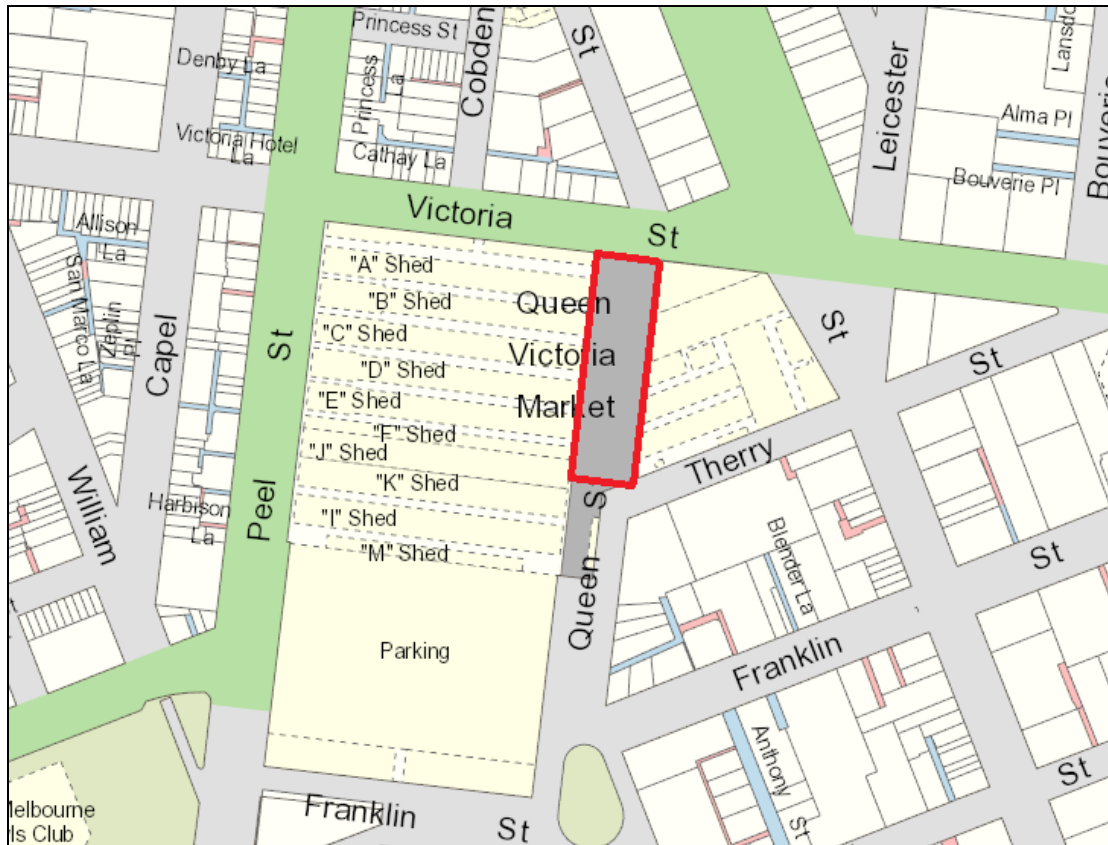 Princess St
Cobden
St
Denby La
Princess
La
Victoria Hotel
La
Cathay La
Leicester
Lansdo
Alma Pl
Bouverie Pl
Bouverie
Allison
La
San Marco La
Zeplin
Pl
Capel
William
Harbison
La
Peel
St
Victoria
St
"A" Shed
"B" Shed
"C" Shed
"D" Shed
"E" Shed
"F" Shed
"J" Shed
"K" Shed
"I" Shed
"M" Shed
Queen
Victoria
Market
St
St
Therry
Queen
S
Blender La
St
Parking
Franklin
Anthony
St
St
Franklin
St
Melbourne
ls Club